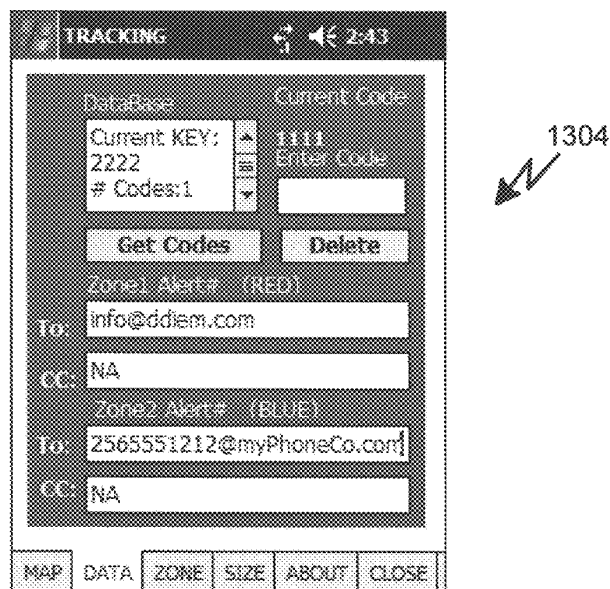 TRACKING 2:43
DataBase Current Code
Current KEY: 1111
2222 Enter Code
# Codes:1
Get Codes Delete
Zone1 Alert# (RED)
To: info@ddiem.com
CC: NA
Zone2 Alert# (BLUE)
To: 2565551212@myPhoneCo.com
CC: NA
MAP DATA ZONE SIZE ABOUT CLOSE
1304